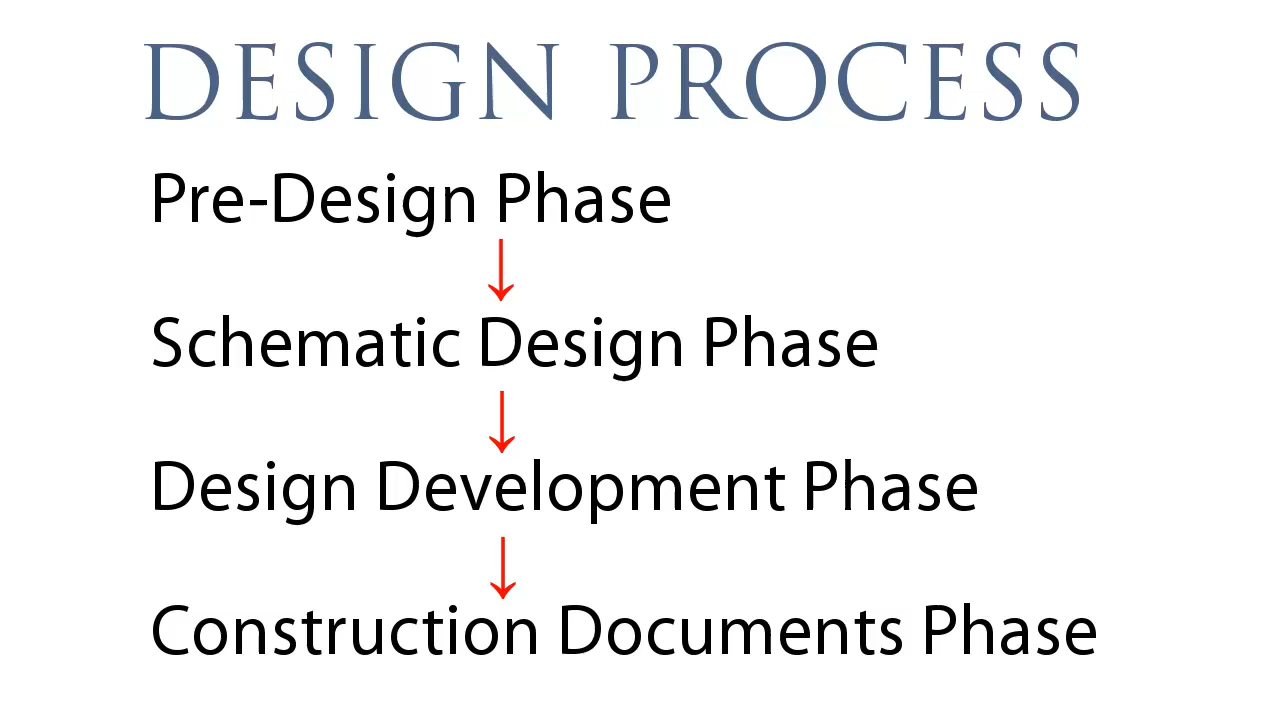 DESIGN PROCESS
Pre-Design Phase
Schematic Design Phase
Design Development Phase
Construction Documents Phase